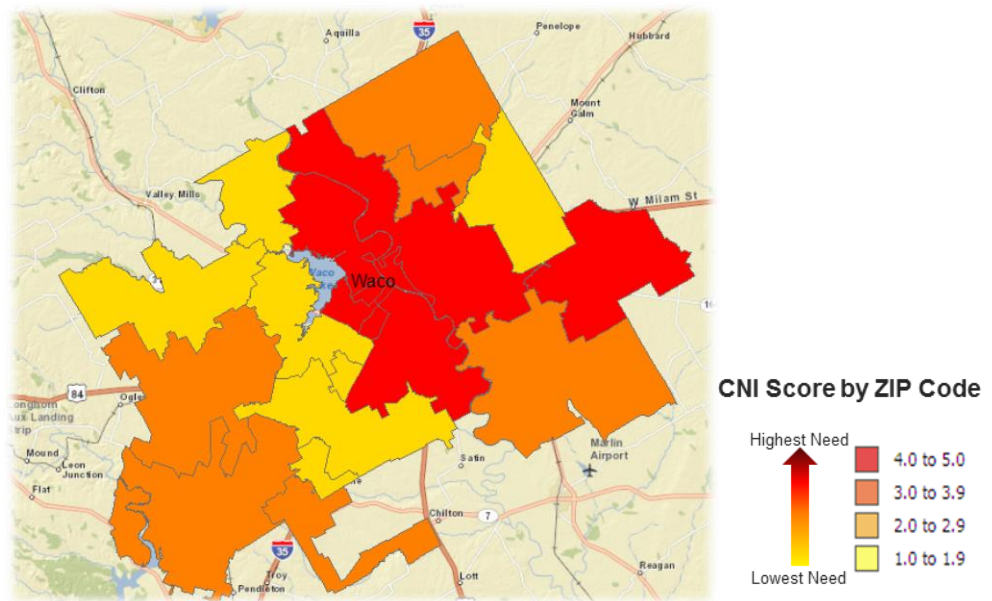 Aquilla
35
Penelope
Hubbard
Clifton
Mount
Calm
Valley Mills
W Milam St
Waco
Waco
84
Ogle
Longhorn
Aux Landing
Strip
Mound
Leon
Junction
Flat
Satin
Marlin
Airport
Chilton
7
35
Troy
Pendleton
Lott
Reagan
CNI Score by ZIP Code
Highest Need
4.0 to 5.0
3.0 to 3.9
2.0 to 2.9
1.0 to 1.9
Lowest Need